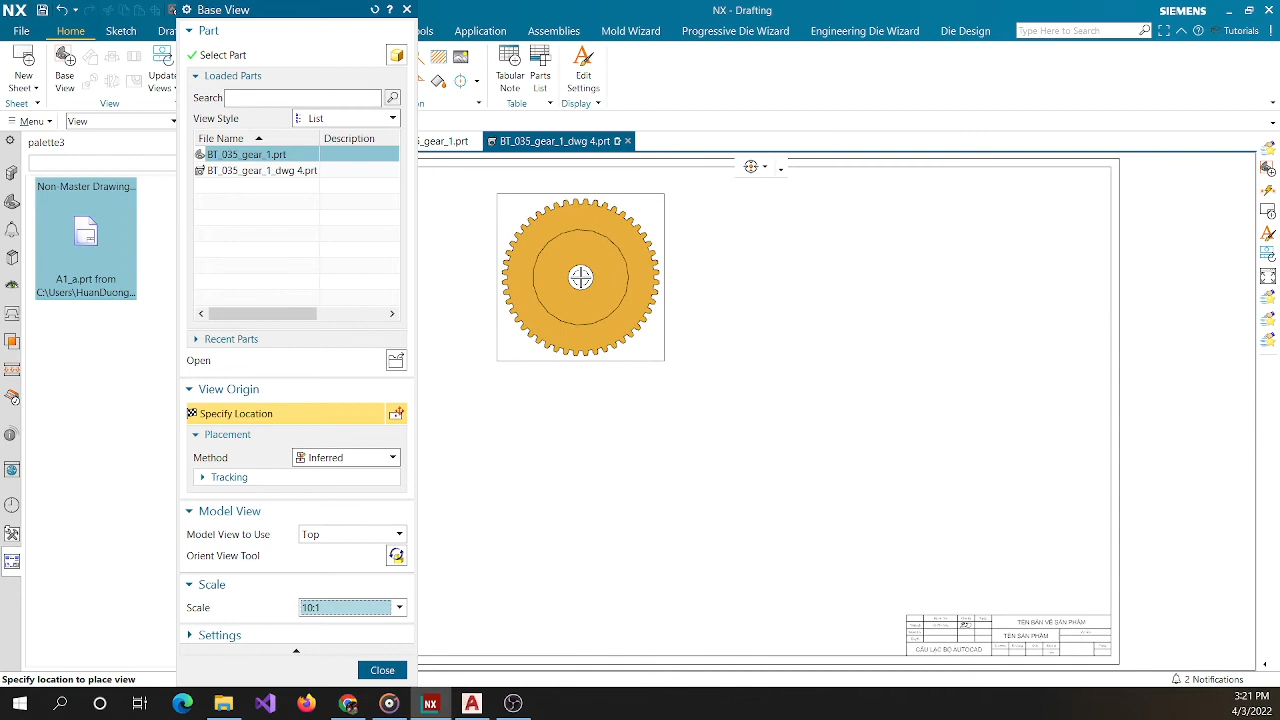 NX
Base View
NX - Drafting
SIEMENS
File
Home
Sketch
Dra
ols
Application
Assemblies
Mold Wizard
Progressive Die Wizard
Engineering Die Wizard
Die Design
Type Here to Search
Tutorials
New
Sheet
Sheet
Base
Update
View
Tabular
Note
Parts
List
Table
Edit
Settings
Display
Menu
View
Part
Select Part
Loaded Parts
Search
View Style
List
File Name
Description
BT_035_gear_1.prt
BT_035_gear_1_dwg 4.prt
Recent Parts
Open
View Origin
Specify Location
Placement
Method
Inferred
Tracking
Model View
Model View to Use
Top
Orient View Tool
Scale
Scale
10:1
Settings
Close
palette3
Non-Master Drawing...
A1_a.prt from
C:\Users\HuanDuong...
s_gear_1.prt
BT_035_gear_1_dwg 4.prt
TÊN BẢN VẼ SẢN PHẨM
TÊN SẢN PHẨM
CÂU LẠC BỘ AUTOCAD
Specify location to place view
2 Notifications
3:21 PM
4/3/2022